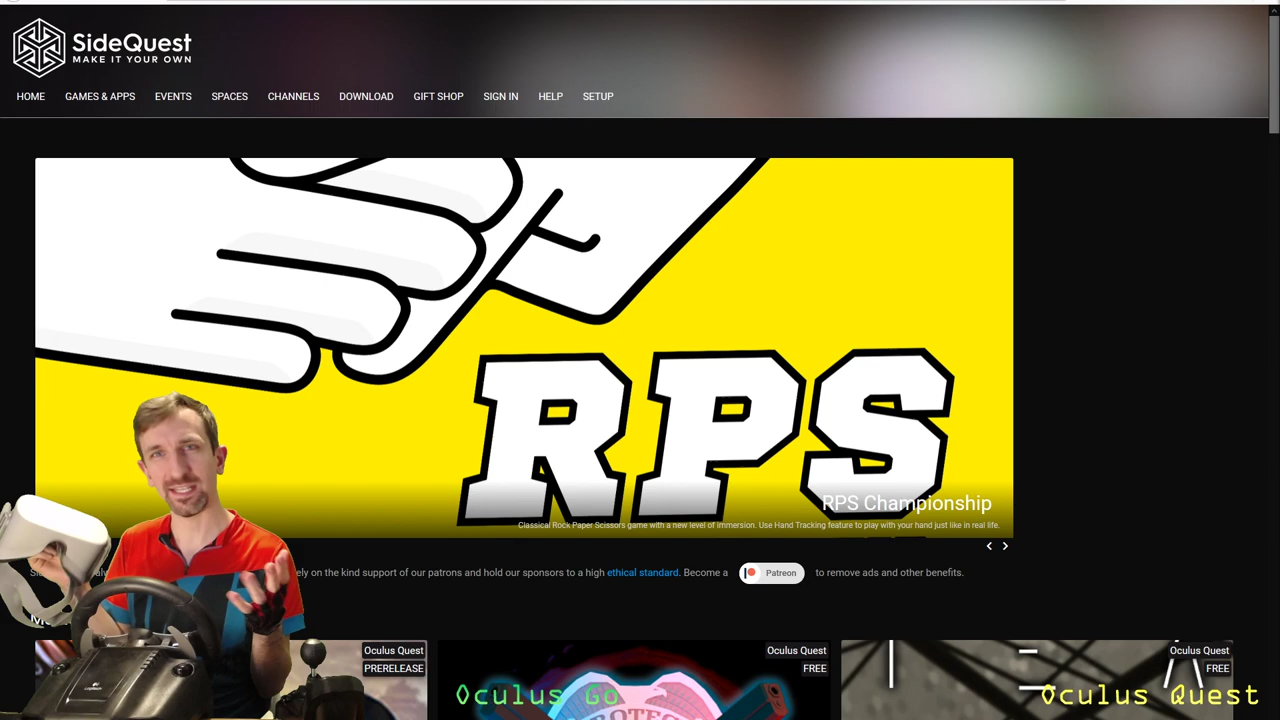 SideQuest
MAKE IT YOUR OWN
HOME GAMES & APPS EVENTS SPACES CHANNELS DOWNLOAD GIFT SHOP SIGN IN HELP SETUP
RPS
RPS Championship
Classical Rock Paper Scissors game with a new level of immersion. Use Hand Tracking feature to play with your hand just like in real life.
on the kind support of our patrons and hold our sponsors to a high ethical standard. Become a Patreon to remove ads and other benefits.
Oculus Quest
PRERELEASE
Oculus Quest
FREE
Oculus Quest
FREE
Oculus Go
Oculus Quest
Logitech